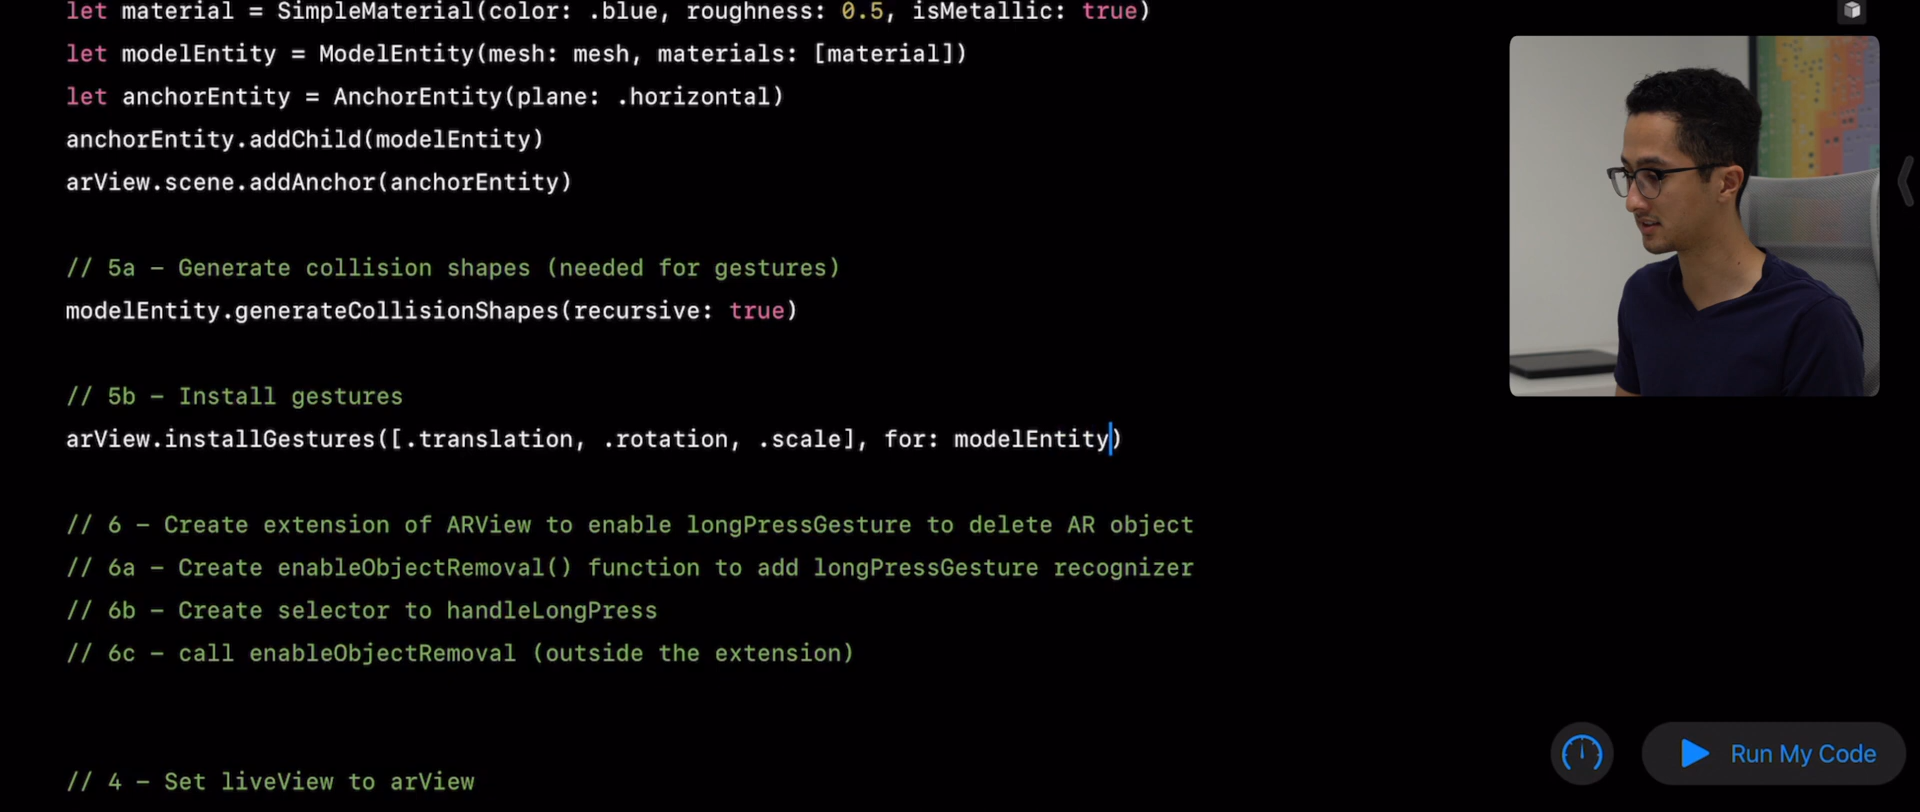 let material = SimpleMaterial(color: .blue, roughness: 0.5, isMetallic: true)
let modelEntity = ModelEntity(mesh: mesh, materials: [material])
let anchorEntity = AnchorEntity(plane: .horizontal)
anchorEntity.addChild(modelEntity)
arView.scene.addAnchor(anchorEntity)
// 5a – Generate collision shapes (needed for gestures)
modelEntity.generateCollisionShapes(recursive: true)
// 5b – Install gestures
arView.installGestures([.translation, .rotation, .scale], for: modelEntity)
// 6 – Create extension of ARView to enable longPressGesture to delete AR object
// 6a – Create enableObjectRemoval() function to add longPressGesture recognizer
// 6b – Create selector to handleLongPress
// 6c – call enableObjectRemoval (outside the extension)
// 4 – Set liveView to arView
Run My Code